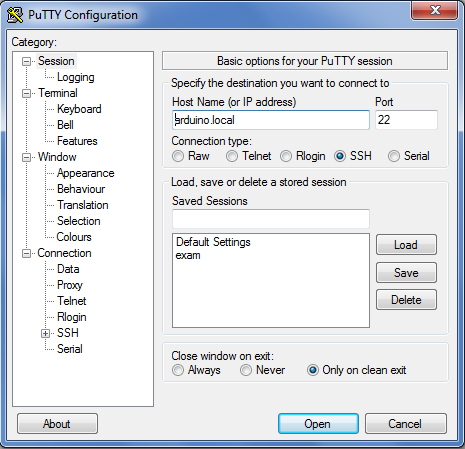 PuTTY Configuration
Category:
Session
Logging
Terminal
Keyboard
Bell
Features
Window
Appearance
Behaviour
Translation
Selection
Colours
Connection
Data
Proxy
Telnet
Rlogin
SSH
Serial
Basic options for your PuTTY session
Specify the destination you want to connect to
Host Name (or IP address) Port
arduino.local 22
Connection type:
Raw Telnet Rlogin SSH Serial
Load, save or delete a stored session
Saved Sessions
Default Settings
exam
Load
Save
Delete
Close window on exit:
Always Never Only on clean exit
About Open Cancel